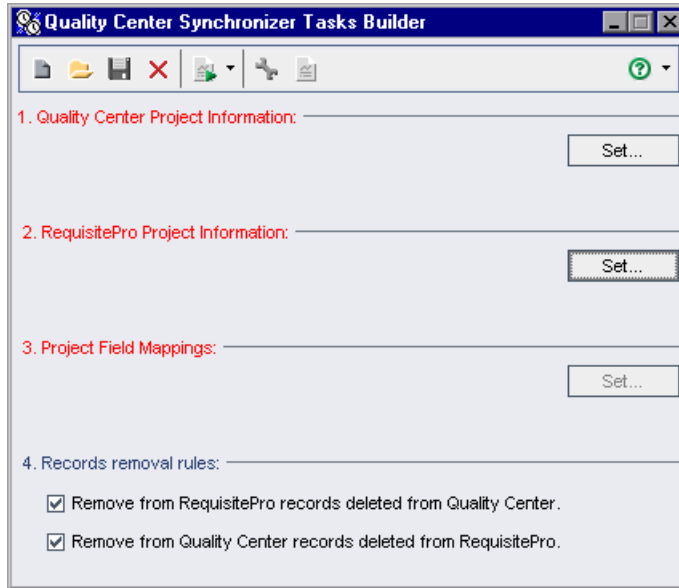 Quality Center Synchronizer Tasks Builder
1. Quality Center Project Information:
Set...
2. RequisitePro Project Information:
Set...
3. Project Field Mappings:
Set...
4. Records removal rules:
Remove from RequisitePro records deleted from Quality Center.
Remove from Quality Center records deleted from RequisitePro.